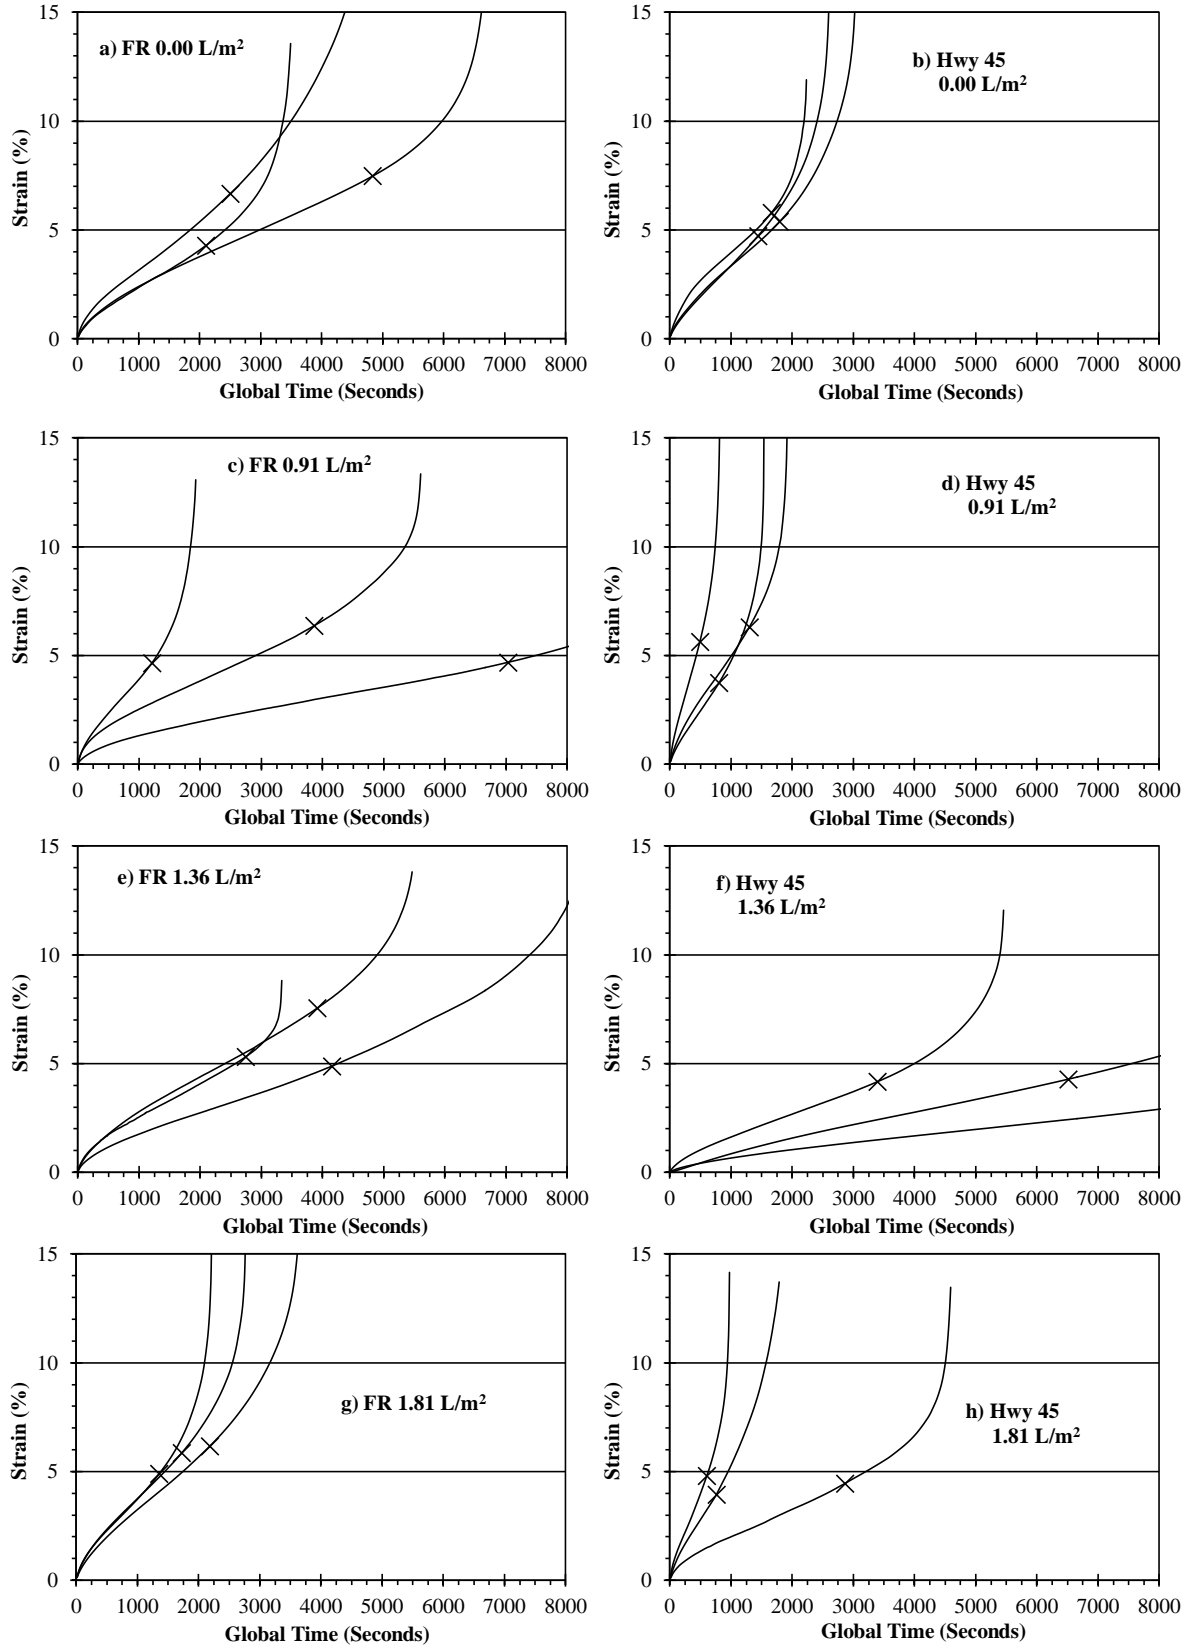 a) FR 0.00 L/m²
15
10
5
0
Strain (%)
0 1000 2000 3000 4000 5000 6000 7000 8000
Global Time (Seconds)
b) Hwy 45
0.00 L/m²
15
10
5
0
Strain (%)
0 1000 2000 3000 4000 5000 6000 7000 8000
Global Time (Seconds)
c) FR 0.91 L/m²
15
10
5
0
Strain (%)
0 1000 2000 3000 4000 5000 6000 7000 8000
Global Time (Seconds)
d) Hwy 45
0.91 L/m²
15
10
5
0
Strain (%)
0 1000 2000 3000 4000 5000 6000 7000 8000
Global Time (Seconds)
e) FR 1.36 L/m²
15
10
5
0
Strain (%)
0 1000 2000 3000 4000 5000 6000 7000 8000
Global Time (Seconds)
f) Hwy 45
1.36 L/m²
15
10
5
0
Strain (%)
0 1000 2000 3000 4000 5000 6000 7000 8000
Global Time (Seconds)
g) FR 1.81 L/m²
15
10
5
0
Strain (%)
0 1000 2000 3000 4000 5000 6000 7000 8000
Global Time (Seconds)
h) Hwy 45
1.81 L/m²
15
10
5
0
Strain (%)
0 1000 2000 3000 4000 5000 6000 7000 8000
Global Time (Seconds)